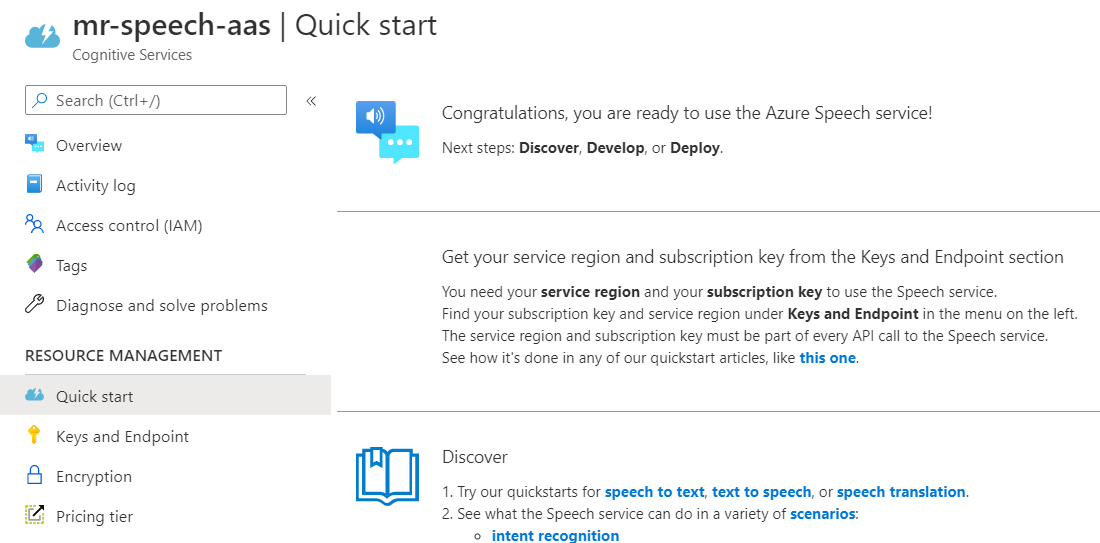 mr-speech-aas | Quick start
Cognitive Services
Search (Ctrl+/)
«
Overview
Activity log
Access control (IAM)
Tags
Diagnose and solve problems
RESOURCE MANAGEMENT
Quick start
Keys and Endpoint
Encryption
Pricing tier
Congratulations, you are ready to use the Azure Speech service!
Next steps: Discover, Develop, or Deploy.
Get your service region and subscription key from the Keys and Endpoint section
You need your service region and your subscription key to use the Speech service.
Find your subscription key and service region under Keys and Endpoint in the menu on the left.
The service region and subscription key must be part of every API call to the Speech service.
See how it's done in any of our quickstart articles, like this one.
Discover
1. Try our quickstarts for speech to text, text to speech, or speech translation.
2. See what the Speech service can do in a variety of scenarios:
○ intent recognition